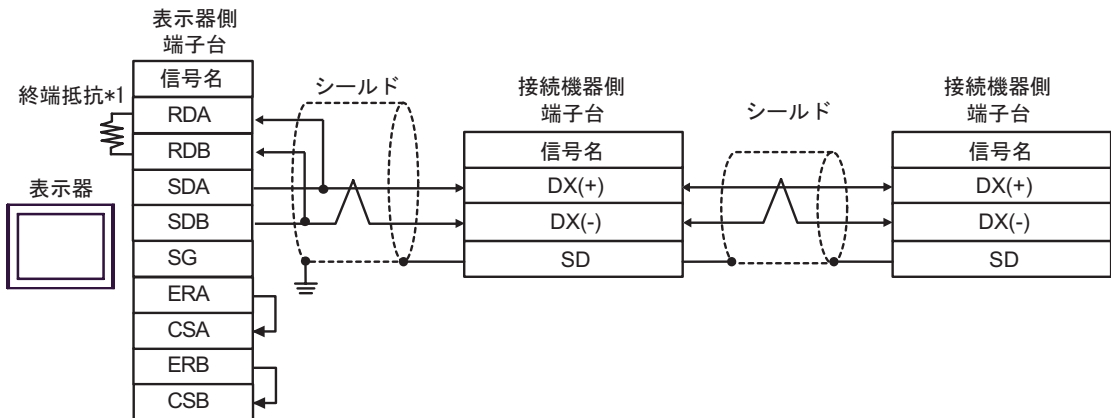 表示器側
端子台
信号名
終端抵抗*1
RDA
RDB
表示器
SDA
SDB
SG
ERA
CSA
ERB
CSB
シールド
接続機器側
端子台
信号名
DX(+)
DX(-)
SD
シールド
接続機器側
端子台
信号名
DX(+)
DX(-)
SD